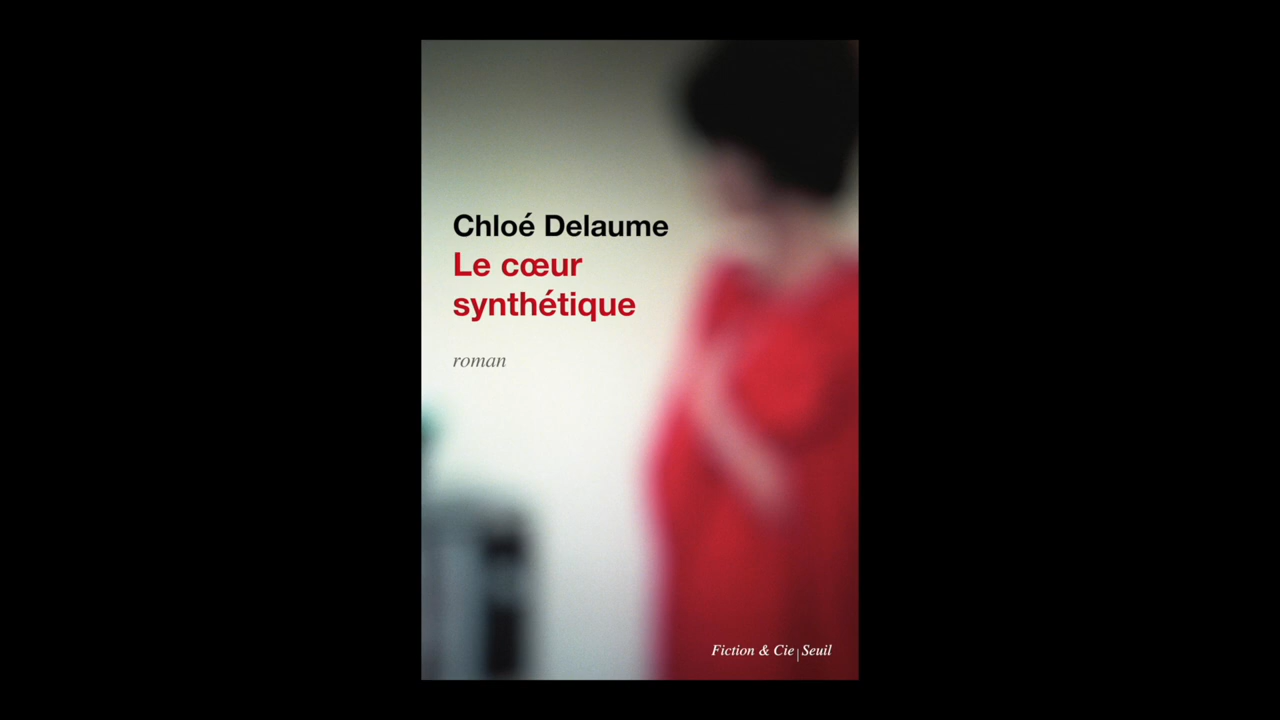 Chloé Delaume
Le cœur
synthétique
roman
Fiction & Cie|Seuil